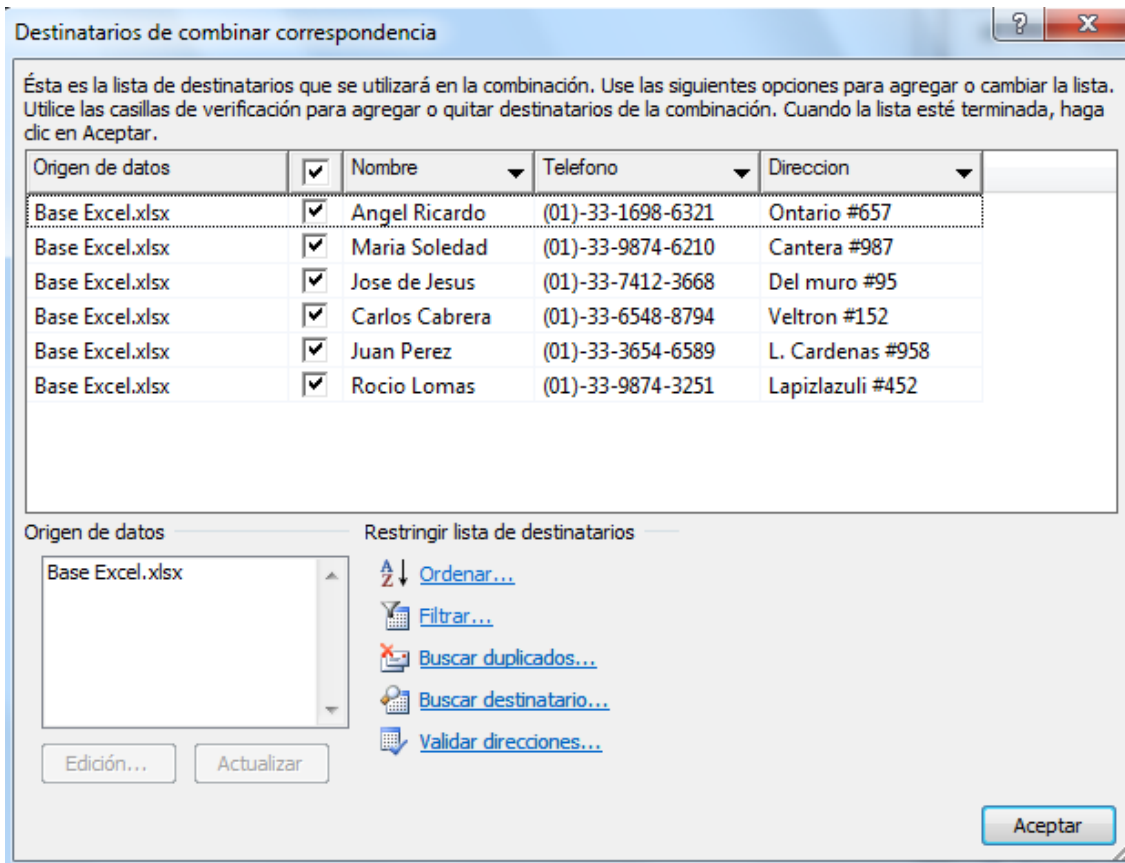 Destinatarios de combinar correspondencia
Ésta es la lista de destinatarios que se utilizará en la combinación. Use las siguientes opciones para agregar o cambiar la lista.
Utilice las casillas de verificación para agregar o quitar destinatarios de la combinación. Cuando la lista esté terminada, haga
clic en Aceptar.
Origen de datos Nombre Telefono Direccion
Base Excel.xlsx Angel Ricardo (01)-33-1698-6321 Ontario #657
Base Excel.xlsx Maria Soledad (01)-33-9874-6210 Cantera #987
Base Excel.xlsx Jose de Jesus (01)-33-7412-3668 Del muro #95
Base Excel.xlsx Carlos Cabrera (01)-33-6548-8794 Veltron #152
Base Excel.xlsx Juan Perez (01)-33-3654-6589 L. Cardenas #958
Base Excel.xlsx Rocio Lomas (01)-33-9874-3251 Lapizlazuli #452
Origen de datos Restringir lista de destinatarios
Base Excel.xlsx
Ordenar...
Filtrar...
Buscar duplicados...
Buscar destinatario...
Validar direcciones...
Edición... Actualizar
Aceptar